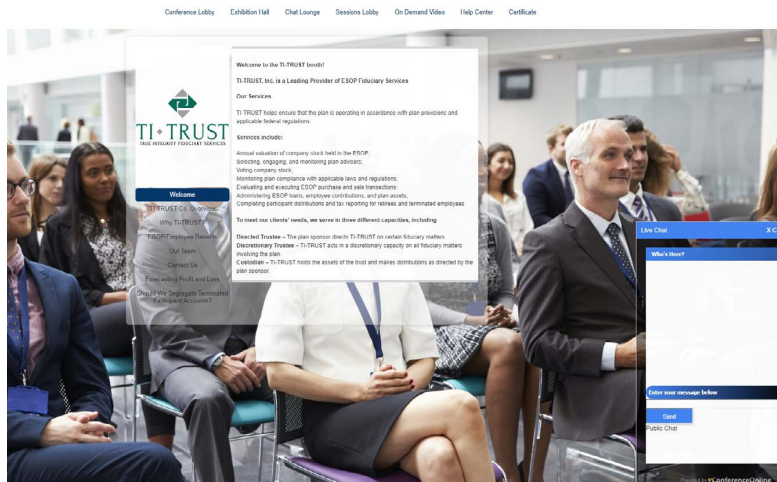 Conference Lobby Exhibition Hall Chat Lounge Sessions Lobby On Demand Video Help Center Certificate
TI TRUST
TRUE INTEGRITY FIDUCIARY SERVICES
Welcome
TI-TRUST Co. Overview
Why TI-TRUST?
ESOP/Employee Benefits
Our Team
Contact Us
Forecasting Profit and Loss
Should We Segregate Terminated
Participant Accounts?
Welcome to the TI-TRUST booth!
TI-TRUST, Inc. is a Leading Provider of ESOP Fiduciary Services
Our Services
TI TRUST helps ensure that the plan is operating in accordance with plan provisions and
applicable federal regulations.
Services include:
Annual valuation of company stock held in the ESOP;
Selecting, engaging, and monitoring plan advisors;
Voting company stock;
Monitoring plan compliance with applicable laws and regulations;
Evaluating and executing ESOP purchase and sale transactions;
Administering ESOP loans, employee contributions, and plan assets;
Completing participant distributions and tax reporting for retirees and terminated employees
To meet our clients' needs, we serve in three different capacities, including
Directed Trustee – The plan sponsor directs TI-TRUST on certain fiduciary matters
Discretionary Trustee – TI-TRUST acts in a discretionary capacity on all fiduciary matters
involving the plan.
Custodian – TI-TRUST holds the assets of the trust and makes distributions as directed by the
plan sponsor.
Live Chat X C
Who's Here?
Enter your message below
Send
Public Chat
Powered by vConferenceOnline